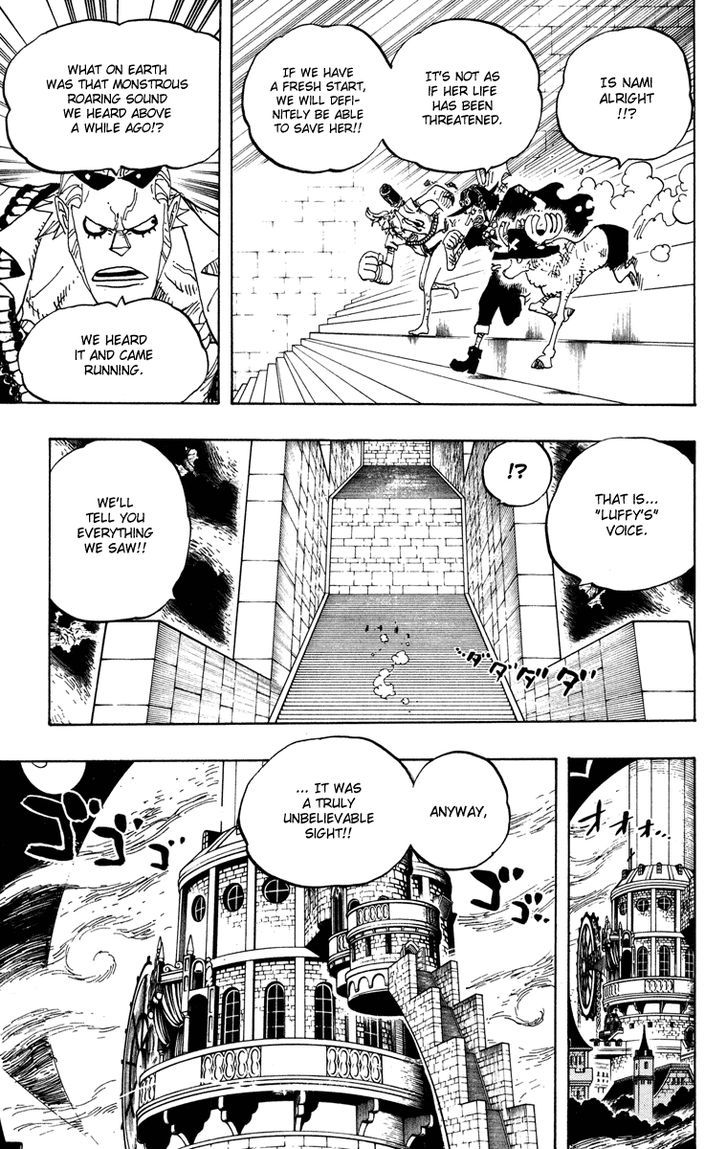 IS NAMI
ALRIGHT
!!?
IT'S NOT AS
IF HER LIFE
HAS BEEN
THREATENED.
IF WE HAVE
A FRESH START,
WE WILL DEFI-
NITELY BE ABLE
TO SAVE HER!!
WHAT ON EARTH
WAS THAT MONSTROUS
ROARING SOUND
WE HEARD ABOVE
A WHILE AGO!?
WE HEARD
IT AND CAME
RUNNING.
THAT IS...
"LUFFY'S"
VOICE.
!?
WE'LL
TELL YOU
EVERYTHING
WE SAW!!
ダダダダ
オオオ...
ANYWAY,
... IT WAS
A TRULY
UNBELIEVABLE
SIGHT!!
ゴゴゴ
ゴゴゴ